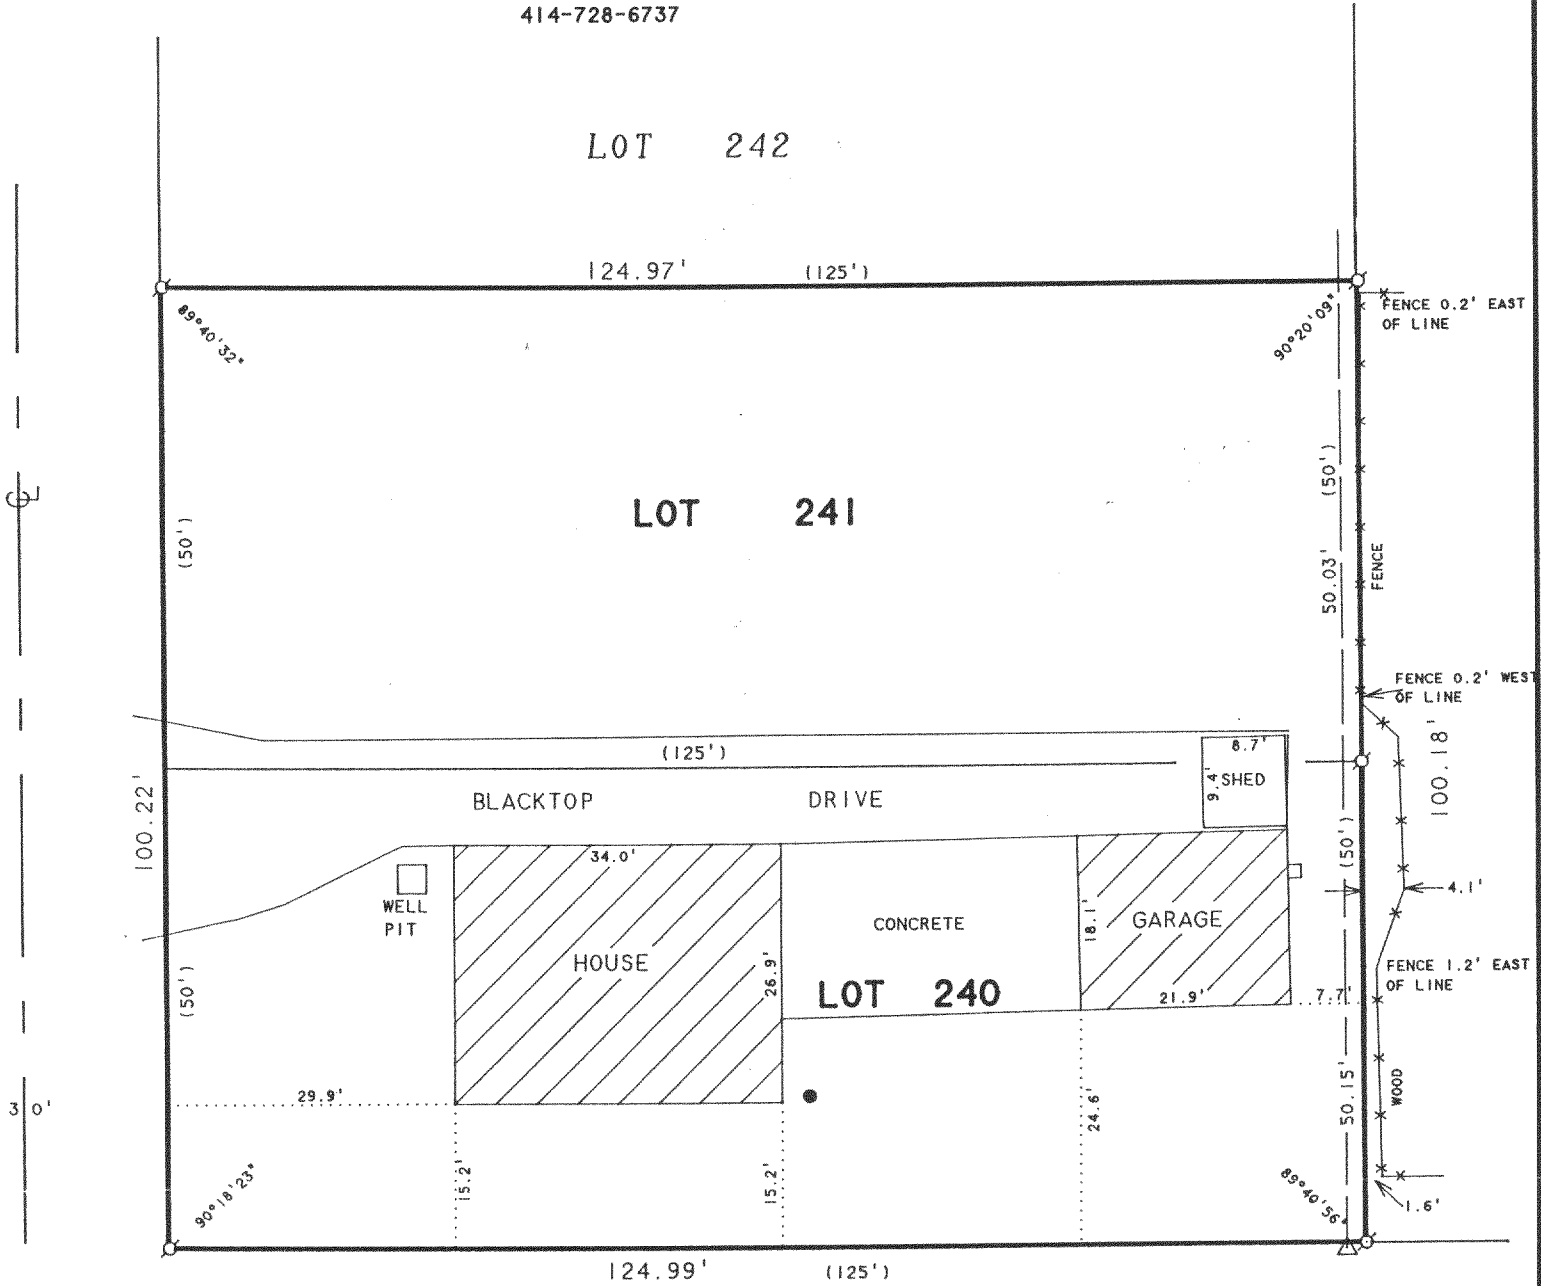 414-728-6737
LOT 242
124.97' (125')
89°40'32"
90°20'09"
FENCE 0.2' EAST
OF LINE
(50')
℄
LOT 241
(50')
50.03'
FENCE
FENCE 0.2' WEST
OF LINE
100.18'
(125')
8.7'
9.4'
SHED
BLACKTOP DRIVE
100.22'
(50')
34.0'
WELL
PIT
4.1'
CONCRETE
18.1'
GARAGE
HOUSE
26.9'
LOT 240
21.9'
7.7'
FENCE 1.2' EAST
OF LINE
(50')
29.9'
30'
24.6'
50.15'
WOOD
15.2'
15.2'
90°18'23"
89°40'56"
1.6'
124.99' (125')